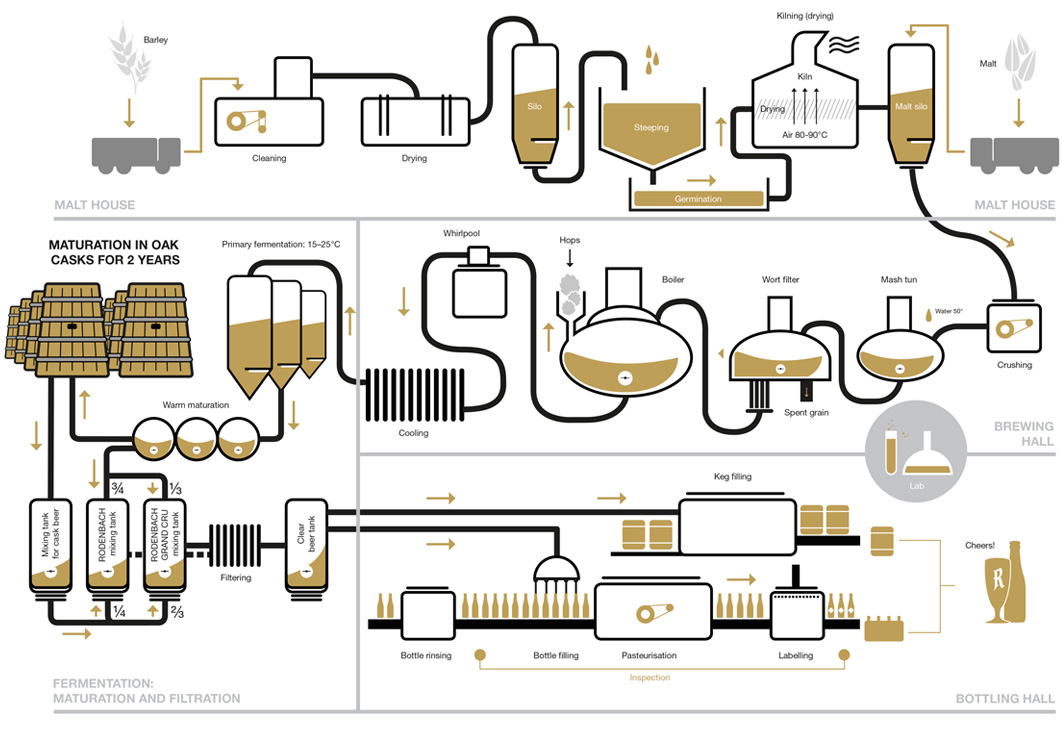 Kilning (drying)
Barley
Malt
Kiln
Silo
Drying
Malt silo
Steeping
Air 80-90°C
Cleaning
Drying
Germination
MALT HOUSE
MALT HOUSE
MATURATION IN OAK
CASKS FOR 2 YEARS
Primary fermentation: 15–25°C
Whirlpool
Hops
Boiler
Wort filter
Mash tun
Water 50°
Crushing
Warm maturation
Cooling
Spent grain
BREWING
HALL
Lab
3/4
1/3
Mixing tank
for cask beer
RODENBACH
mixing tank
RODENBACH
GRAND CRU
mixing tank
Filtering
Clear
beer tank
1/4
2/3
Keg filling
Cheers!
R
Bottle rinsing
Bottle filling
Pasteurisation
Labelling
Inspection
FERMENTATION:
MATURATION AND FILTRATION
BOTTLING HALL